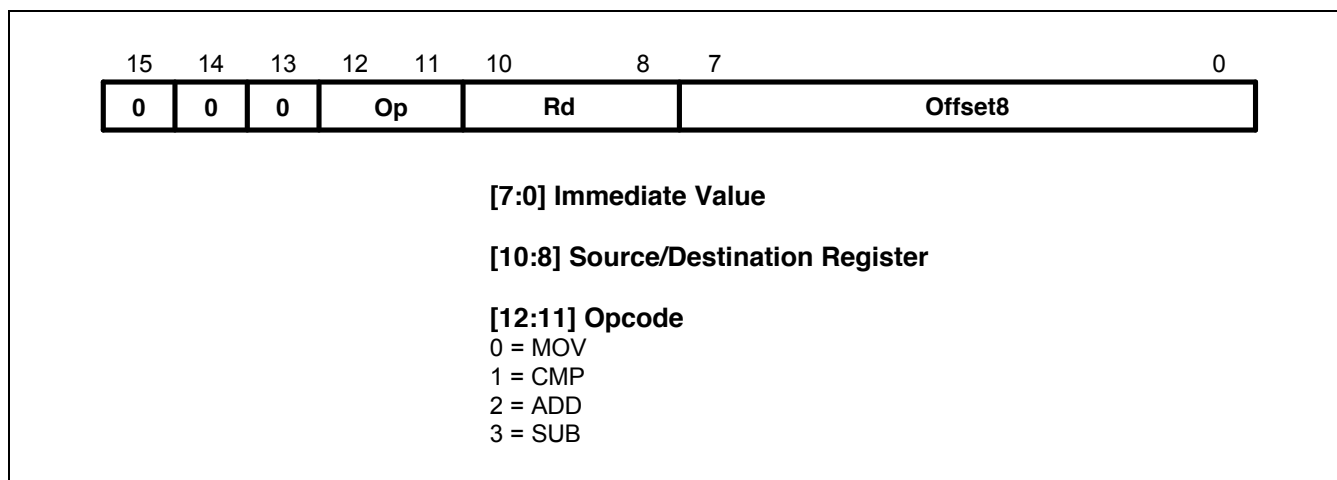 15 14 13 12 11 10 8 7 0
0 0 0 Op Rd Offset8
[7:0] Immediate Value
[10:8] Source/Destination Register
[12:11] Opcode
0 = MOV
1 = CMP
2 = ADD
3 = SUB